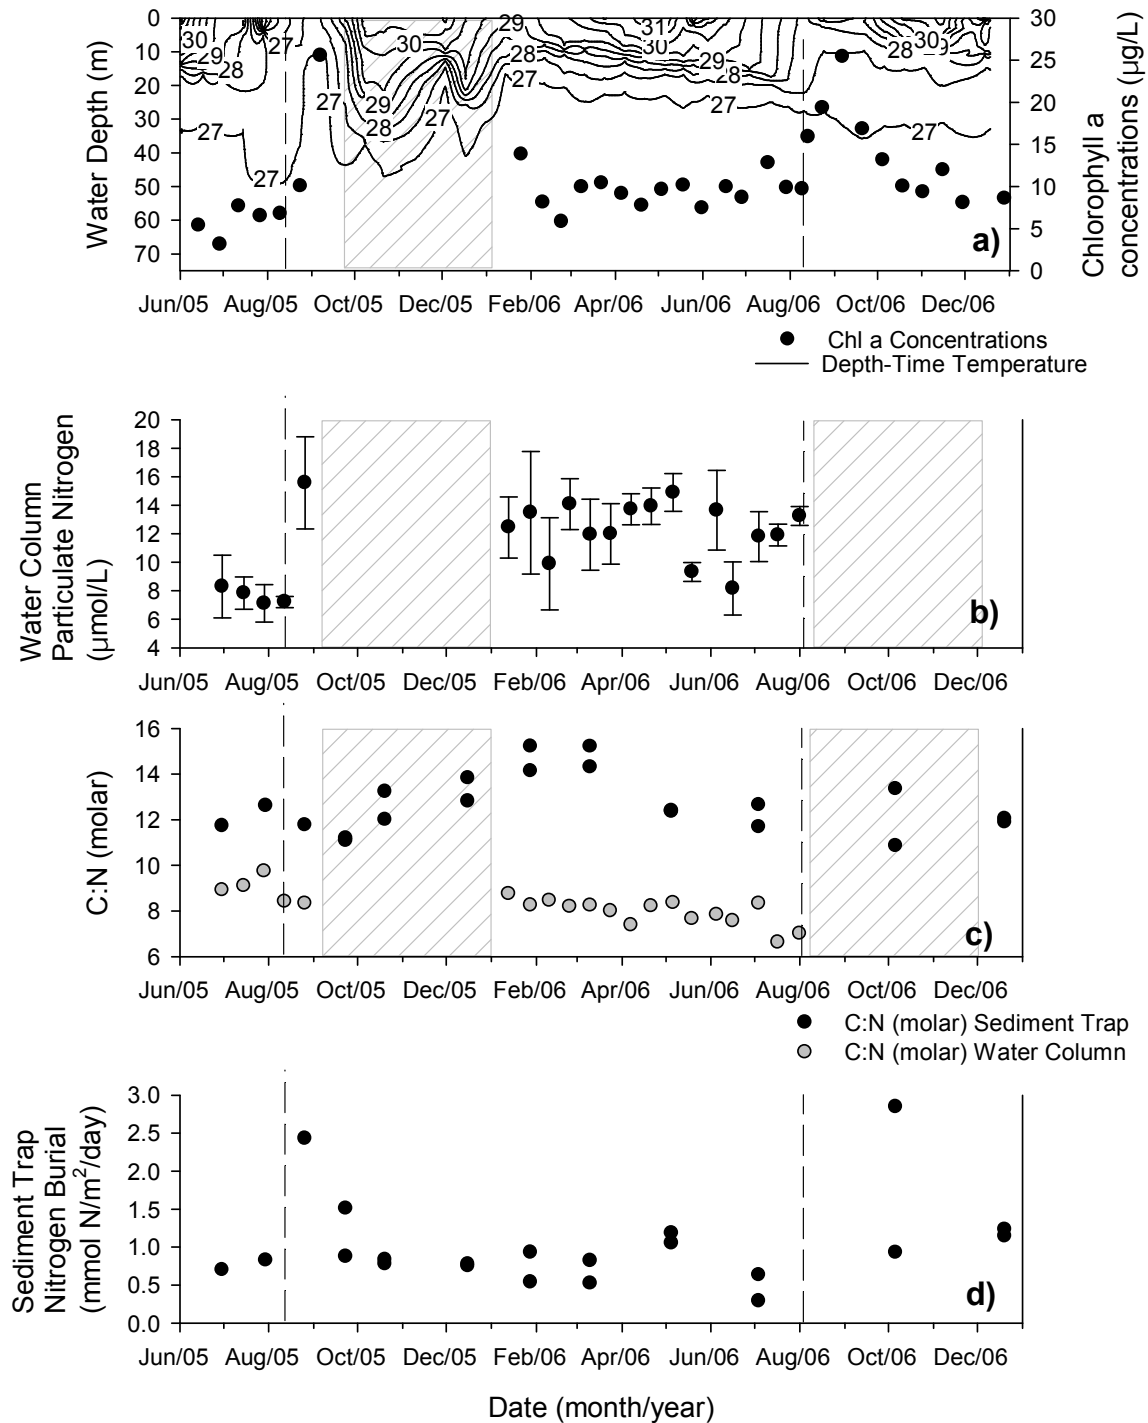 0
10
20
30
40
50
60
70
Water Depth (m)
30
29
28
27
27
27
27
29
28
30
27
29
28
27
31
30
29
28
27
30
28
27
30
25
20
15
10
5
0
Chlorophyll a
concentrations (µg/L)
a)
Jun/05 Aug/05 Oct/05 Dec/05 Feb/06 Apr/06 Jun/06 Aug/06 Oct/06 Dec/06
Chl a Concentrations
Depth-Time Temperature
20
18
16
14
12
10
8
6
4
Water Column
Particulate Nitrogen
(µmol/L)
b)
Jun/05 Aug/05 Oct/05 Dec/05 Feb/06 Apr/06 Jun/06 Aug/06 Oct/06 Dec/06
16
14
12
10
8
6
C:N (molar)
c)
Jun/05 Aug/05 Oct/05 Dec/05 Feb/06 Apr/06 Jun/06 Aug/06 Oct/06 Dec/06
C:N (molar) Sediment Trap
C:N (molar) Water Column
3.0
2.5
2.0
1.5
1.0
0.5
0.0
Sediment Trap
Nitrogen Burial
(mmol N/m²/day)
d)
Jun/05 Aug/05 Oct/05 Dec/05 Feb/06 Apr/06 Jun/06 Aug/06 Oct/06 Dec/06
Date (month/year)